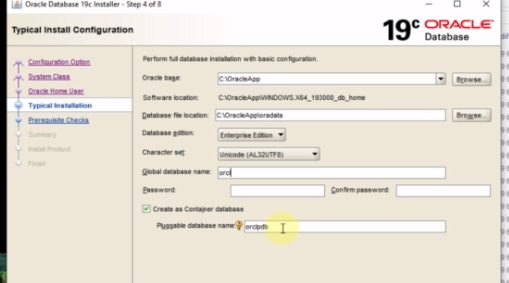 Oracle Database 19c Installer - Step 4 of 8
Typical Install Configuration
19c ORACLE
Database
Configuration Option
System Class
Oracle Home User
Typical Installation
Prerequisite Checks
Summary
Install Product
Finish
Perform full database installation with basic configuration.
Oracle base: C:\OracleApp Browse...
Software location: C:\OracleApp\WINDOWS.X64_193000_db_home
Database file location: C:\OracleApp\oradata Browse...
Database edition: Enterprise Edition
Character set: Unicode (AL32UTF8)
Global database name: orcl
Password: Confirm password:
Create as Container database
Pluggable database name: orclpdb